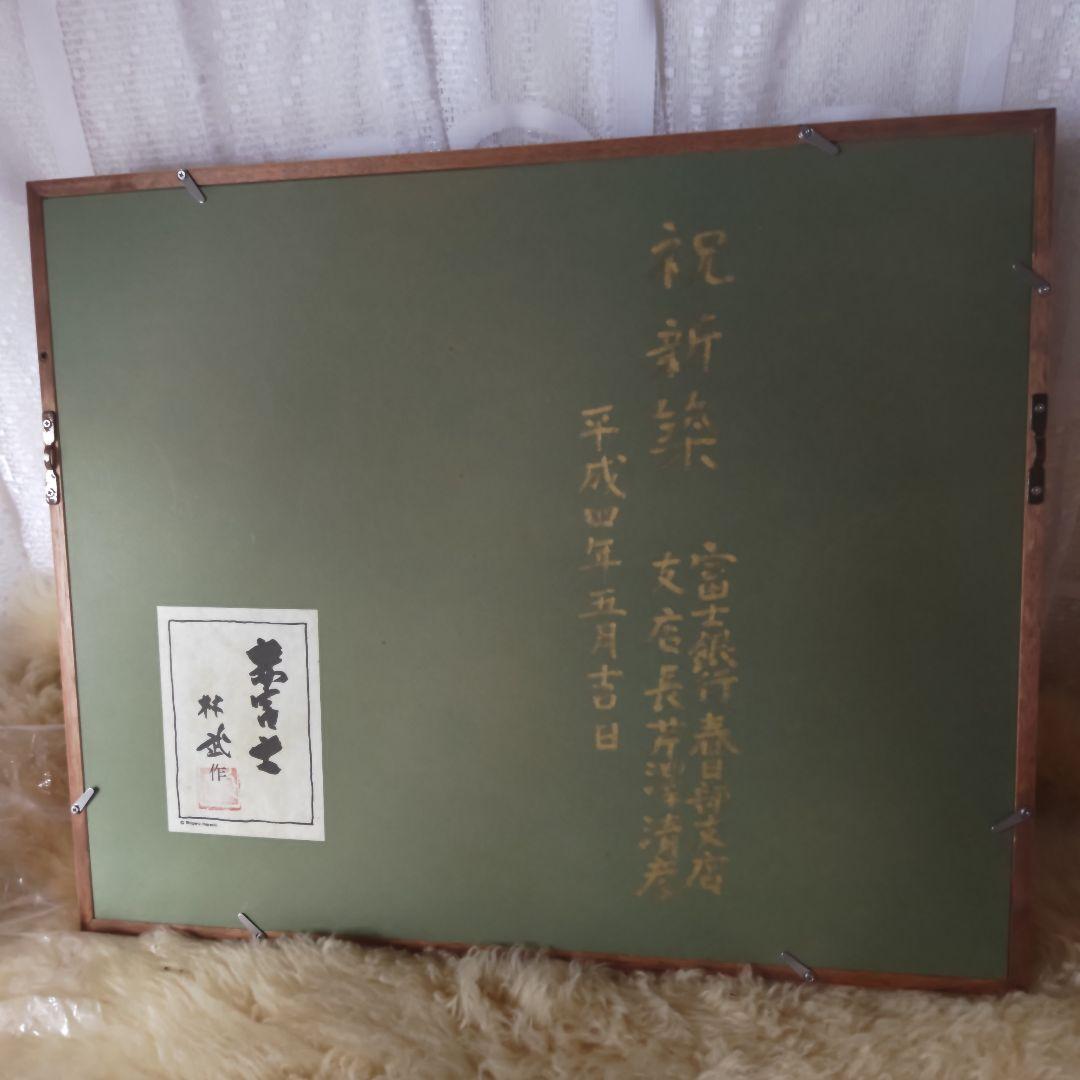 祝新築
富士銀行春日部支店
支店長芳澤清彦
平成四年五月吉日
赤富士
林武
作